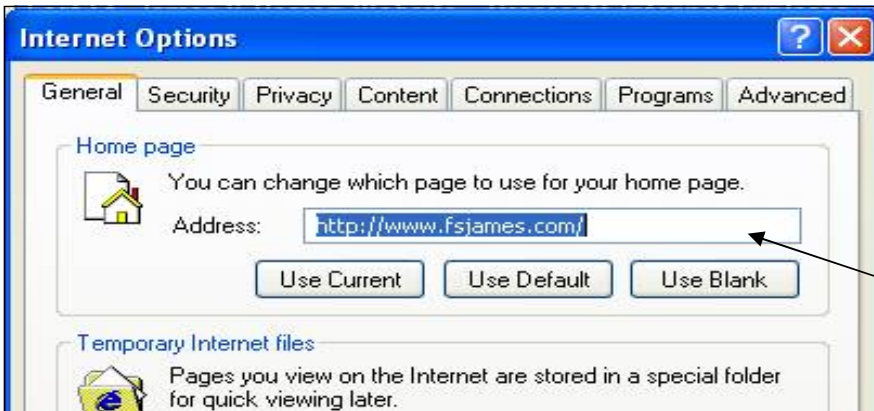 Internet Options
General Security Privacy Content Connections Programs Advanced
Home page
You can change which page to use for your home page.
Address: http://www.fsjames.com/
Use Current Use Default Use Blank
Temporary Internet files
Pages you view on the Internet are stored in a special folder
for quick viewing later.